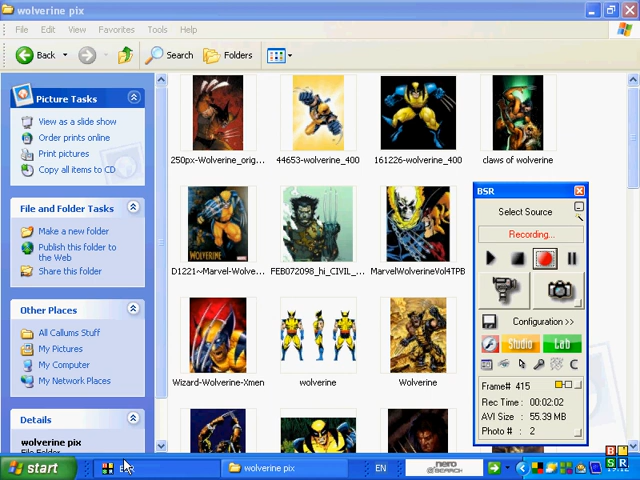 wolverine pix
File Edit View Favorites Tools Help
Back Search Folders
Picture Tasks
View as a slide show
Order prints online
Print pictures
Copy all items to CD
File and Folder Tasks
Make a new folder
Publish this folder to
the Web
Share this folder
Other Places
All Callums Stuff
My Pictures
My Computer
My Network Places
Details
wolverine pix
File Folder
250px-Wolverine_orig... 44653-wolverine_400 161226-wolverine_400 claws of wolverine
D1221~Marvel-Wolve... FEB072098_hi_CIVIL_... MarvelWolverineVol4TPB
WOLVERINE
Wizard-Wolverine-Xmen wolverine Wolverine
BSR
Select Source
Recording...
Configuration >>
Studio Lab
Frame# 415
Rec Time : 00:02:02
AVI Size : 55.39 MB
Photo # : 2
start wolverine pix EN nero SEARCH
B
S R